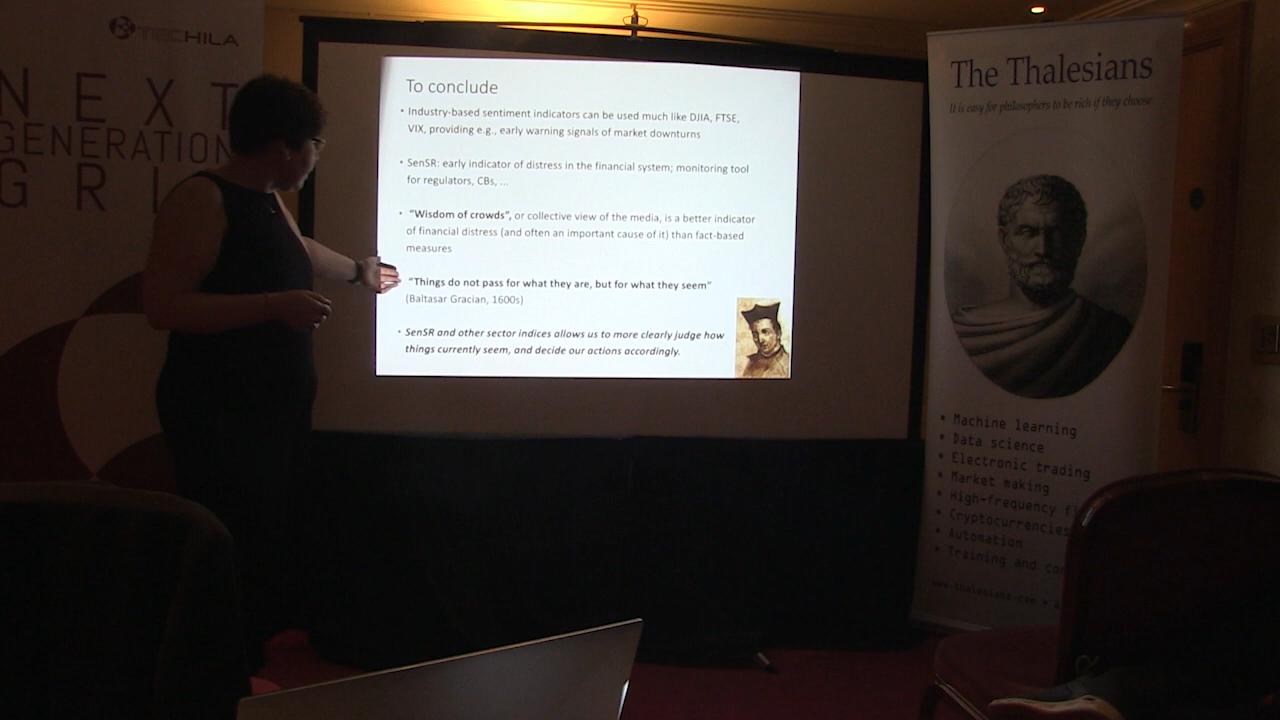 TECHILA
NEXT
GENERATION
GRI
To conclude
• Industry-based sentiment indicators can be used much like DJIA, FTSE,
VIX, providing e.g., early warning signals of market downturns
• SenSR: early indicator of distress in the financial system; monitoring tool
for regulators, CBs, ...
• "Wisdom of crowds", or collective view of the media, is a better indicator
of financial distress (and often an important cause of it) than fact-based
measures
"Things do not pass for what they are, but for what they seem"
(Baltasar Gracian, 1600s)
• SenSR and other sector indices allows us to more clearly judge how
things currently seem, and decide our actions accordingly.
The Thalesians
It is easy for philosophers to be rich if they choose
• Machine learning
• Data science
• Electronic trading
• Market making
• High-frequency
• Cryptocurrencies
• Automation
• Training and
www.thalesians.com •